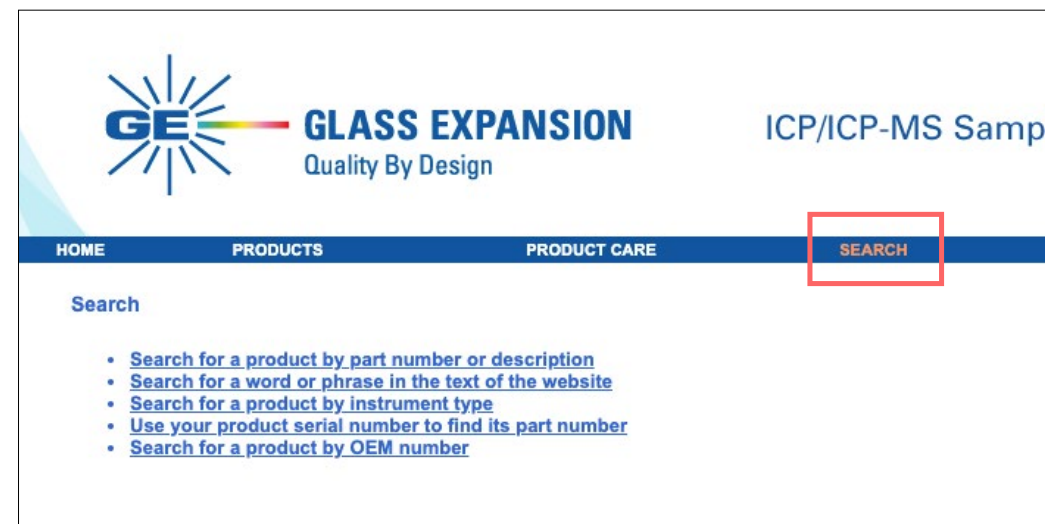 GE GLASS EXPANSION
Quality By Design
ICP/ICP-MS Samp
HOME PRODUCTS PRODUCT CARE SEARCH
Search
• Search for a product by part number or description
• Search for a word or phrase in the text of the website
• Search for a product by instrument type
• Use your product serial number to find its part number
• Search for a product by OEM number